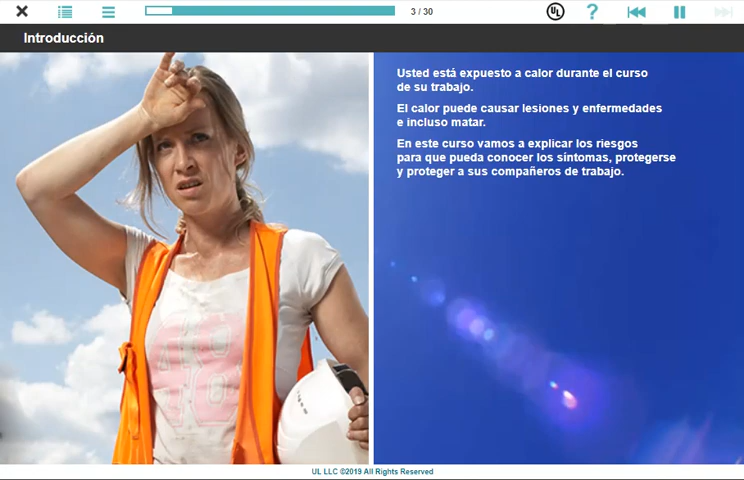 3 / 30
UL
?
Introducción
Usted está expuesto a calor durante el curso
de su trabajo.
El calor puede causar lesiones y enfermedades
e incluso matar.
En este curso vamos a explicar los riesgos
para que pueda conocer los síntomas, protegerse
y proteger a sus compañeros de trabajo.
UL LLC ©2019 All Rights Reserved